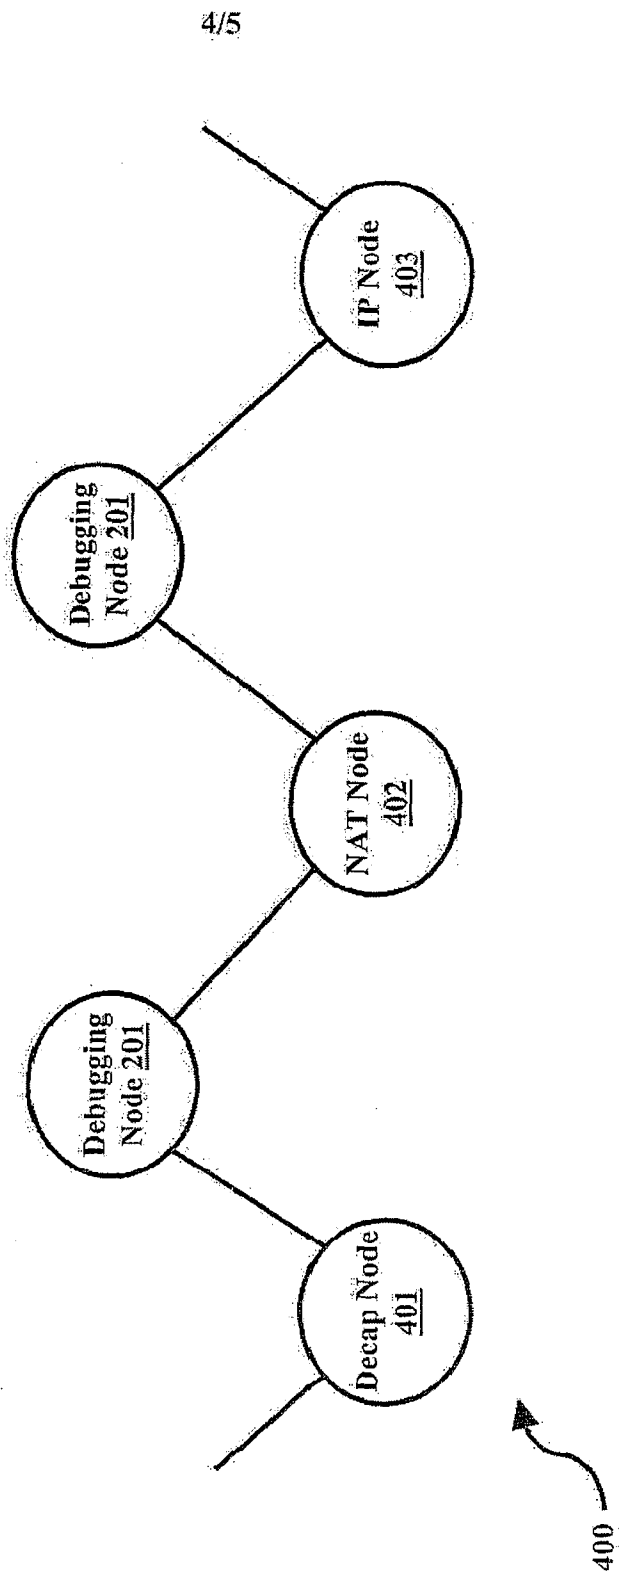 4/5
Debugging
Node 201
Debugging
Node 201
Decap Node
401
NAT Node
402
IP Node
403
400